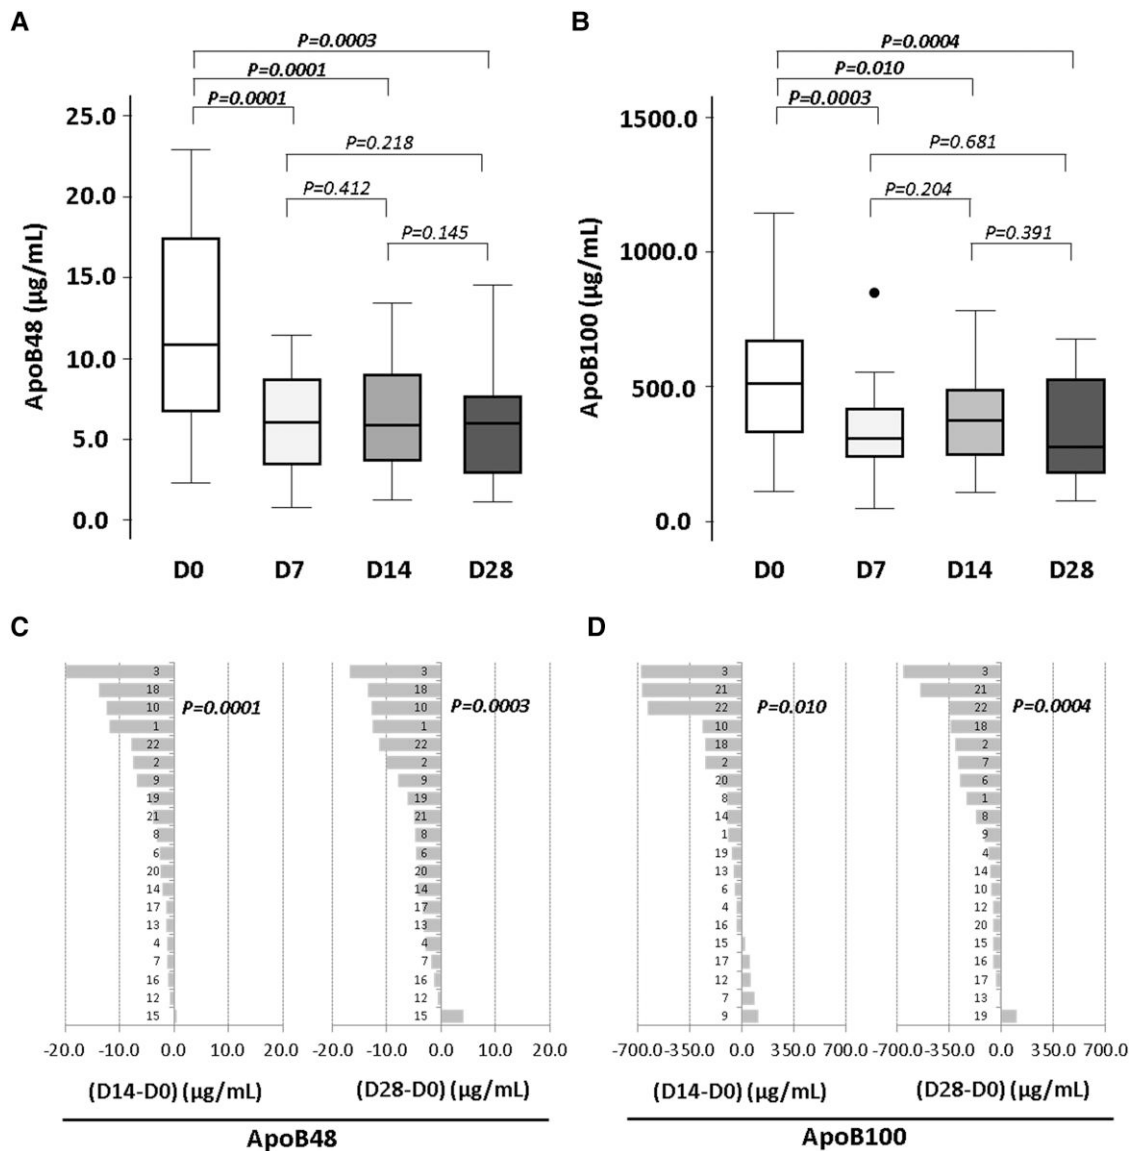 A
B
P=0.0003
P=0.0004
P=0.0001
P=0.010
P=0.0001
P=0.0003
25.0
1500.0
P=0.218
P=0.681
20.0
P=0.412
P=0.204
P=0.145
P=0.391
15.0
1000.0
ApoB48 (µg/mL)
ApoB100 (µg/mL)
10.0
500.0
5.0
0.0
0.0
D0 D7 D14 D28
D0 D7 D14 D28
C
D
3 3 3 3
18 18 21 21
P=0.0001 P=0.0003 P=0.010 P=0.0004
10 10 22 22
1 1 10 18
22 22 18 2
2 2 2 7
9 9 20 6
19 19 8 1
21 21 14 8
8 8 1 9
6 6 19 4
20 20 13 14
14 14 6 10
17 17 4 12
13 13 16 20
4 4 15 15
7 7 17 16
16 16 12 17
12 12 7 13
15 15 9 19
-20.0 -10.0 0.0 10.0 20.0 -20.0 -10.0 0.0 10.0 20.0
-700.0 -350.0 0.0 350.0 700.0 -700.0 -350.0 0.0 350.0 700.0
(D14-D0) (µg/mL) (D28-D0) (µg/mL)
(D14-D0) (µg/mL) (D28-D0) (µg/mL)
ApoB48
ApoB100